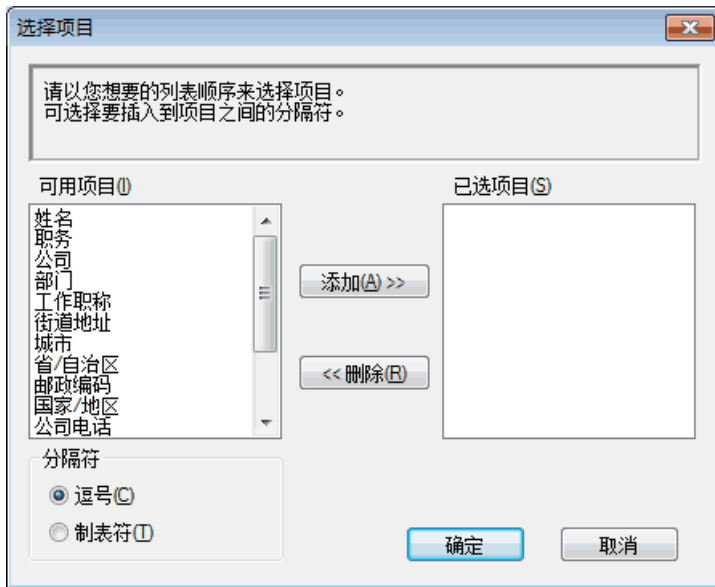 选择项目
请以您想要的列表顺序来选择项目。
可选择要插入到项目之间的分隔符。
可用项目(I)
已选项目(S)
姓名
职务
公司
部门
工作职称
街道地址
城市
省/自治区
邮政编码
国家/地区
公司电话
添加(A) >>
<< 删除(R)
分隔符
逗号(C)
制表符(T)
确定
取消